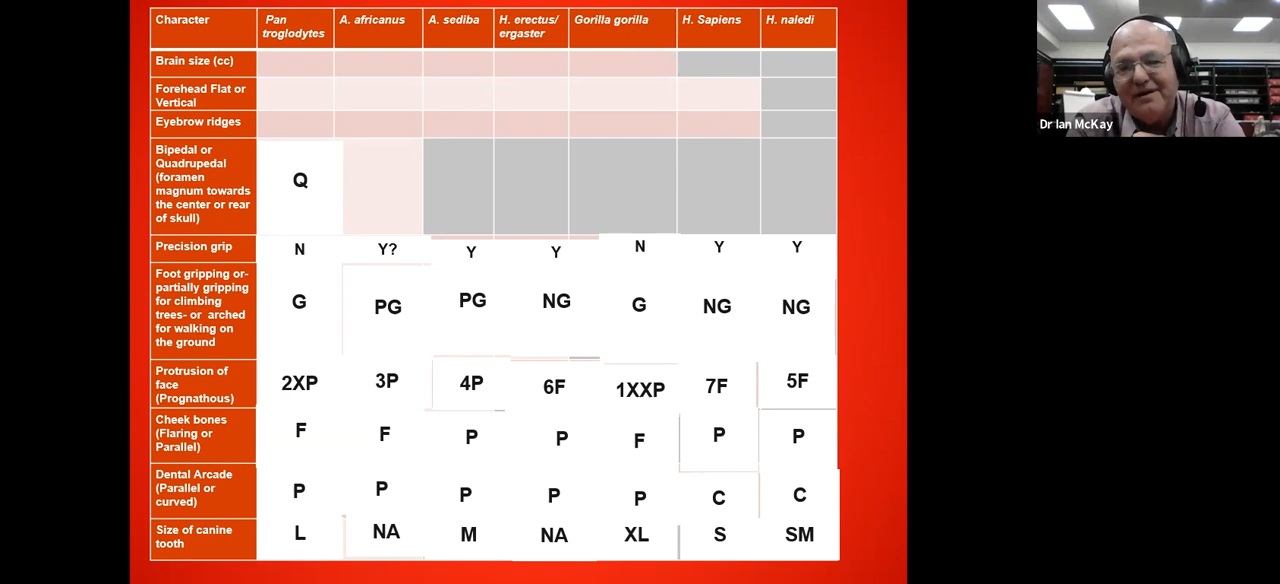 Character Pan troglodytes A. africanus A. sediba H. erectus/ ergaster Gorilla gorilla H. Sapiens H. naledi
Brain size (cc)
Forehead Flat or
Vertical
Eyebrow ridges
Bipedal or
Quadrupedal
(foramen
magnum towards
the center or rear
of skull)
Q
Precision grip N Y? Y Y N Y Y
Foot gripping or-
partially gripping
for climbing
trees- or arched
for walking on
the ground
G PG PG NG G NG NG
Protrusion of
face
(Prognathous)
2XP 3P 4P 6F 1XXP 7F 5F
Cheek bones
(Flaring or
Parallel)
F F P P F P P
Dental Arcade
(Parallel or
curved)
P P P P P C C
Size of canine
tooth
L NA M NA XL S SM
Dr Ian McKay